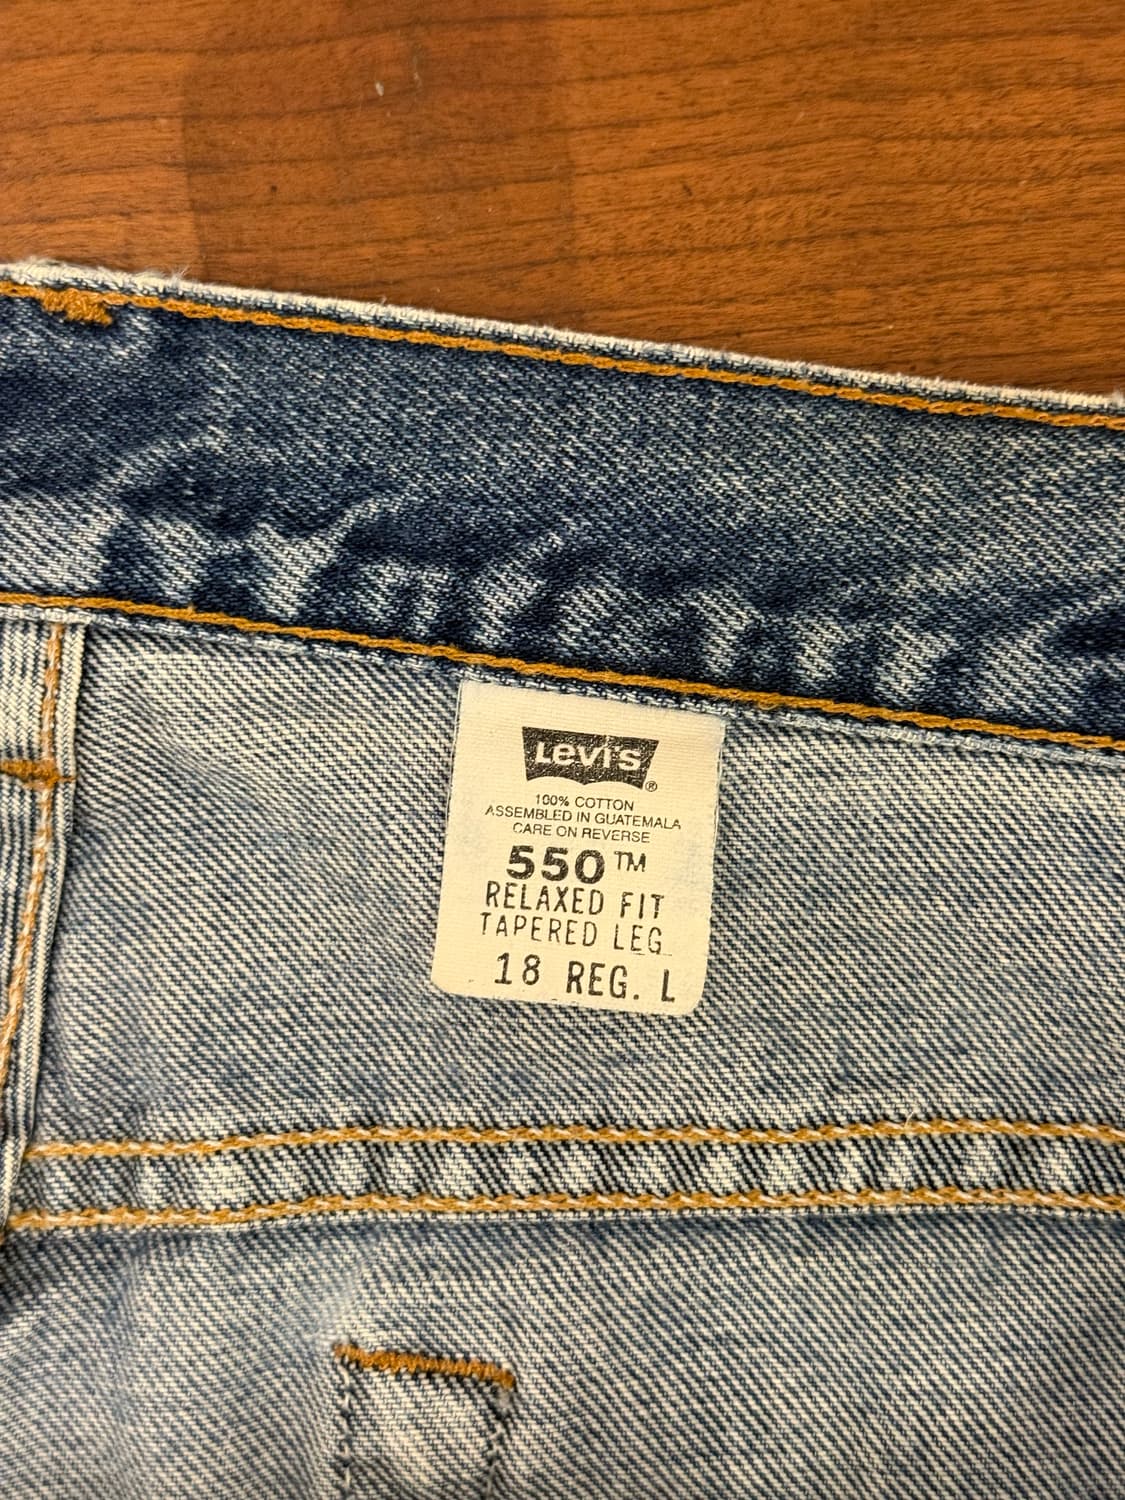 Levi's ®
100% COTTON
ASSEMBLED IN GUATEMALA
CARE ON REVERSE
550™
RELAXED FIT
TAPERED LEG
18 REG. L